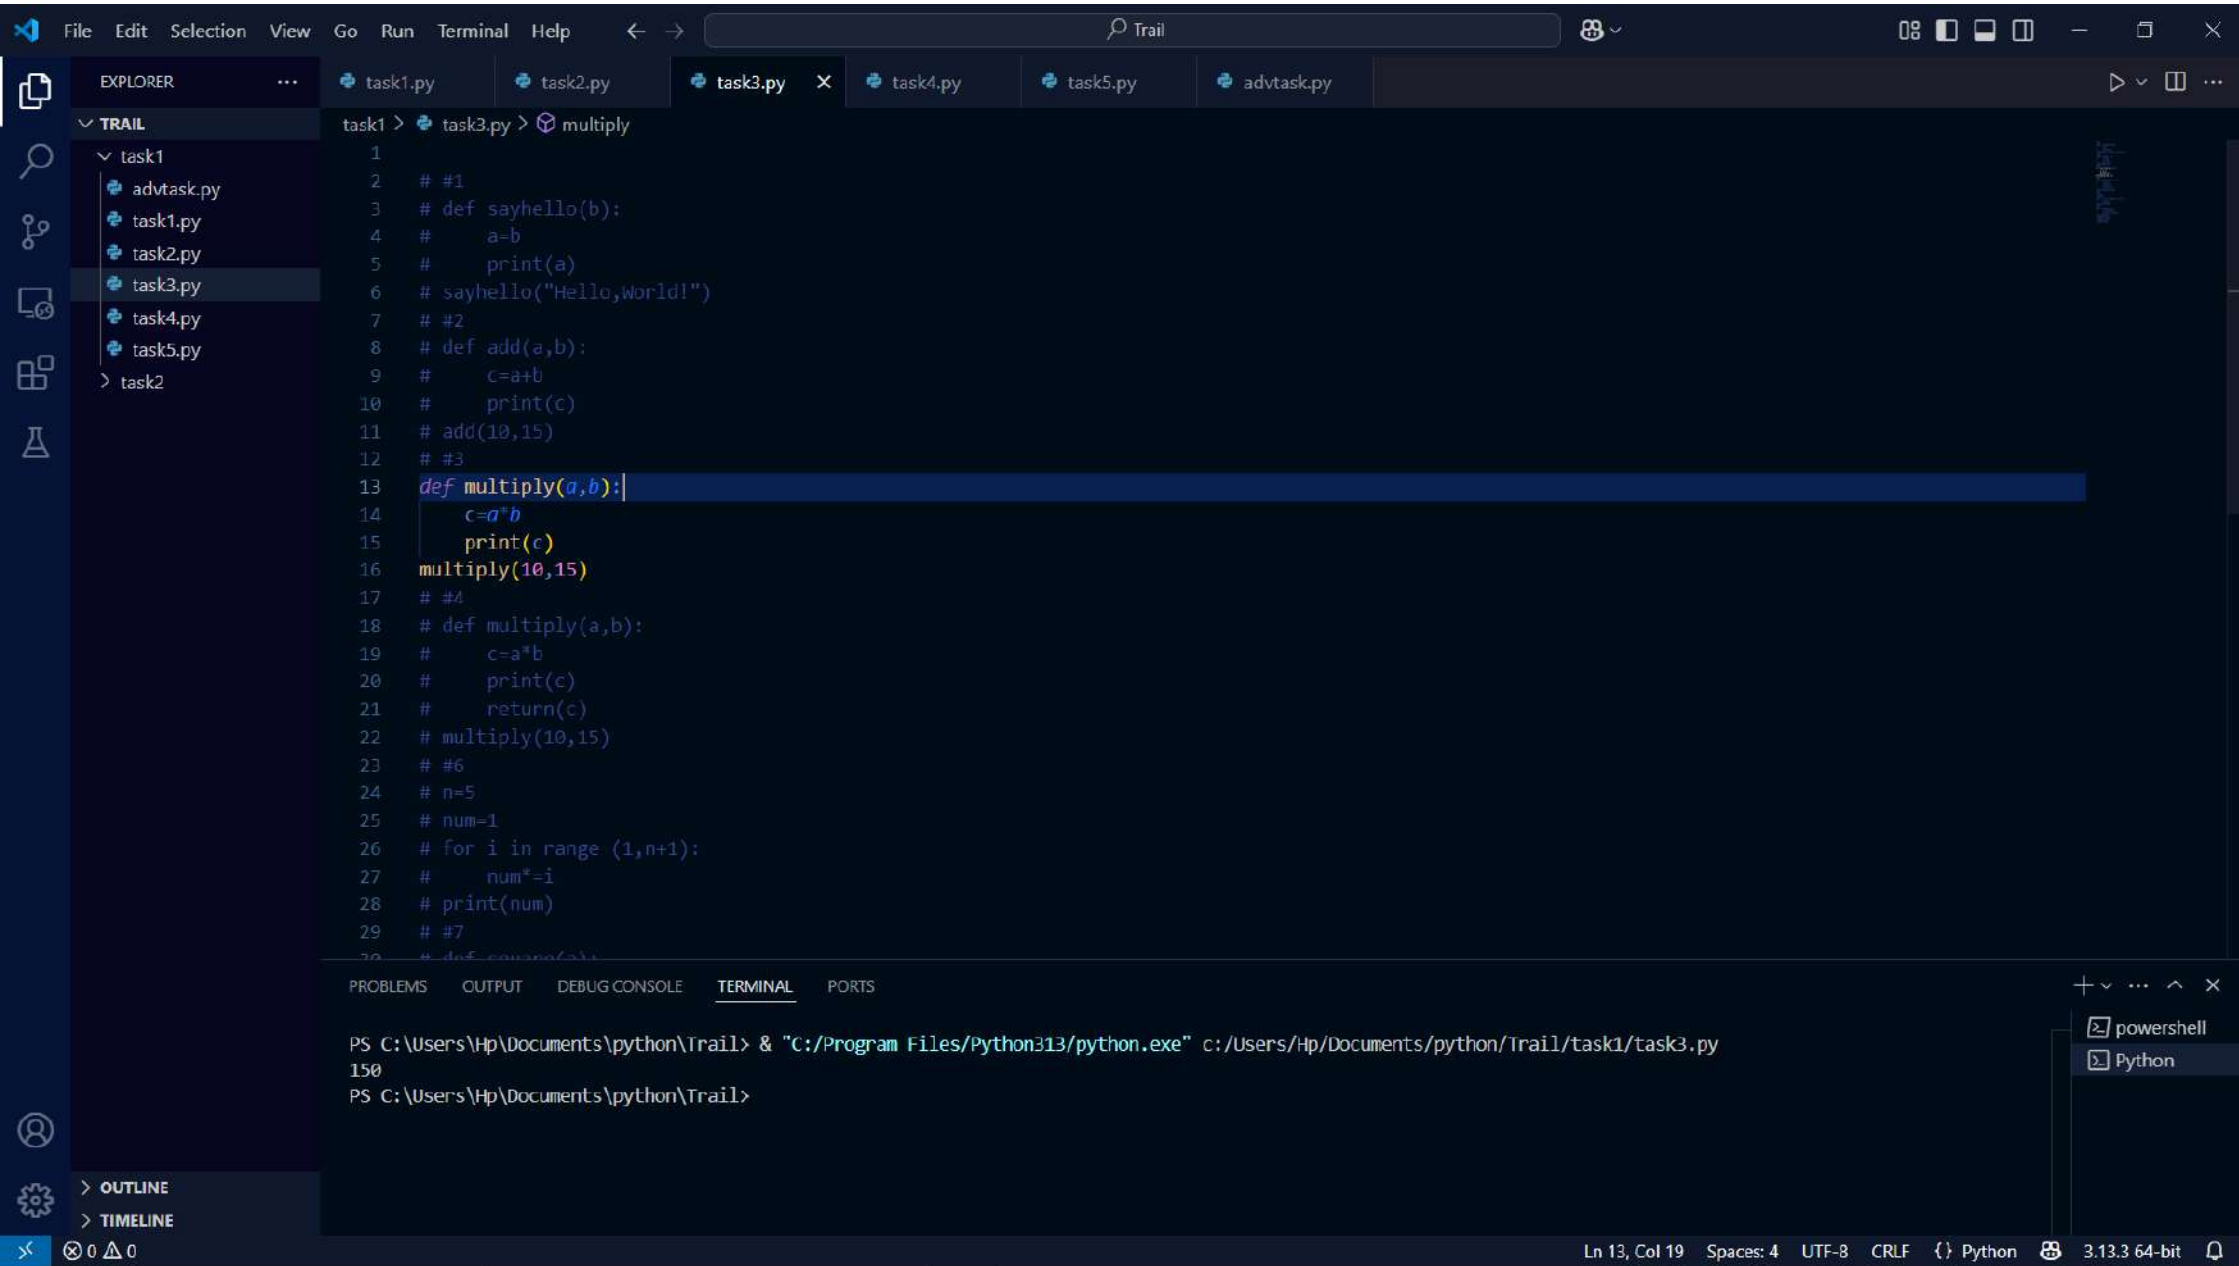 File Edit Selection View Go Run Terminal Help
Trail
EXPLORER
task1.py task2.py task3.py task4.py task5.py advtask.py
TRAIL
task1
advtask.py
task1.py
task2.py
task3.py
task4.py
task5.py
task2
OUTLINE
TIMELINE
task1 > task3.py > multiply
1
2 # #1
3 # def sayhello(b):
4 #     a=b
5 #     print(a)
6 # sayhello("Hello,World!")
7 # #2
8 # def add(a,b):
9 #     c=a+b
10 #     print(c)
11 # add(10,15)
12 # #3
13 def multiply(a,b):
14     c=a*b
15     print(c)
16 multiply(10,15)
17 # #4
18 # def multiply(a,b):
19 #     c=a*b
20 #     print(c)
21 #     return(c)
22 # multiply(10,15)
23 # #6
24 # n=5
25 # num=1
26 # for i in range (1,n+1):
27 #     num*=i
28 # print(num)
29 # #7
30 # def square(a):
PROBLEMS OUTPUT DEBUG CONSOLE TERMINAL PORTS
PS C:\Users\Hp\Documents\python\Trail> & "C:/Program Files/Python313/python.exe" c:/Users/Hp/Documents/python/Trail/task1/task3.py
150
PS C:\Users\Hp\Documents\python\Trail>
powershell
Python
0 0
Ln 13, Col 19 Spaces: 4 UTF-8 CRLF {} Python 3.13.3 64-bit